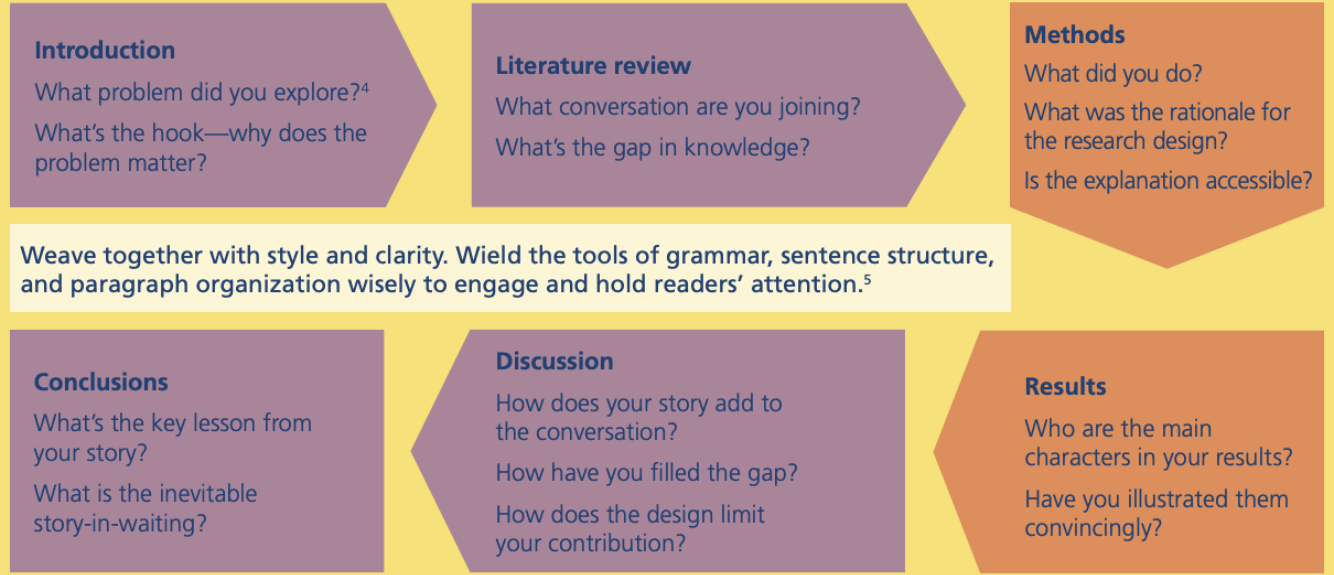 Introduction
What problem did you explore?⁴
What's the hook—why does the
problem matter?
Literature review
What conversation are you joining?
What's the gap in knowledge?
Methods
What did you do?
What was the rationale for
the research design?
Is the explanation accessible?
Weave together with style and clarity. Wield the tools of grammar, sentence structure,
and paragraph organization wisely to engage and hold readers' attention.⁵
Results
Who are the main
characters in your results?
Have you illustrated them
convincingly?
Discussion
How does your story add to
the conversation?
How have you filled the gap?
How does the design limit
your contribution?
Conclusions
What's the key lesson from
your story?
What is the inevitable
story-in-waiting?